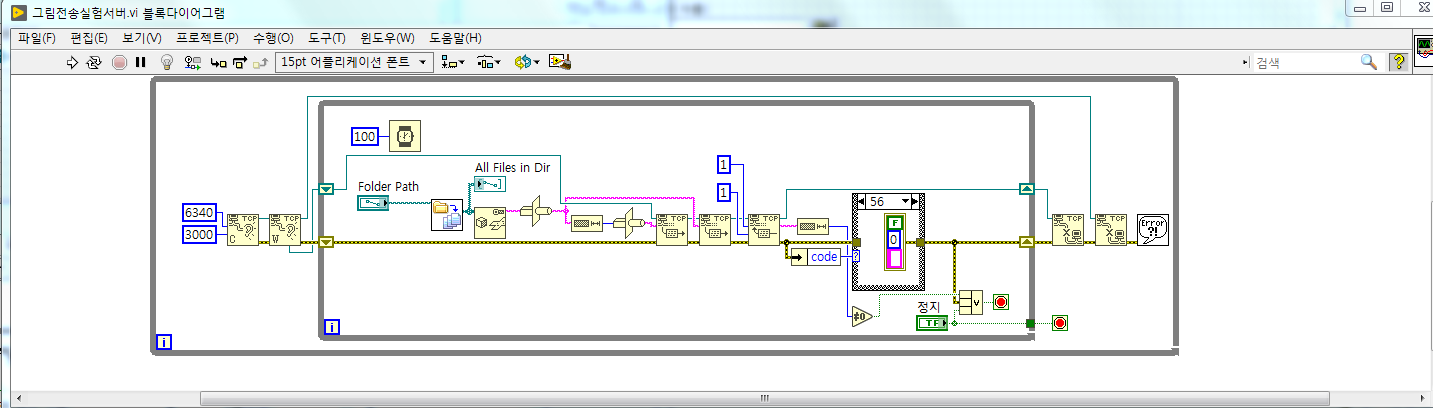 그림전송실험서버.vi 블록다이어그램
파일(F) 편집(E) 보기(V) 프로젝트(P) 수행(O) 도구(T) 윈도우(W) 도움말(H)
15pt 어플리케이션 폰트
검색
?
100
All Files in Dir
Folder Path
1
1
56
6340
3000
TCP
C
TCP
W
TCP
TCP
TCP
F
0
TCP
TCP
Error
?!
code
?
≠0
V
정지
TF
i
i